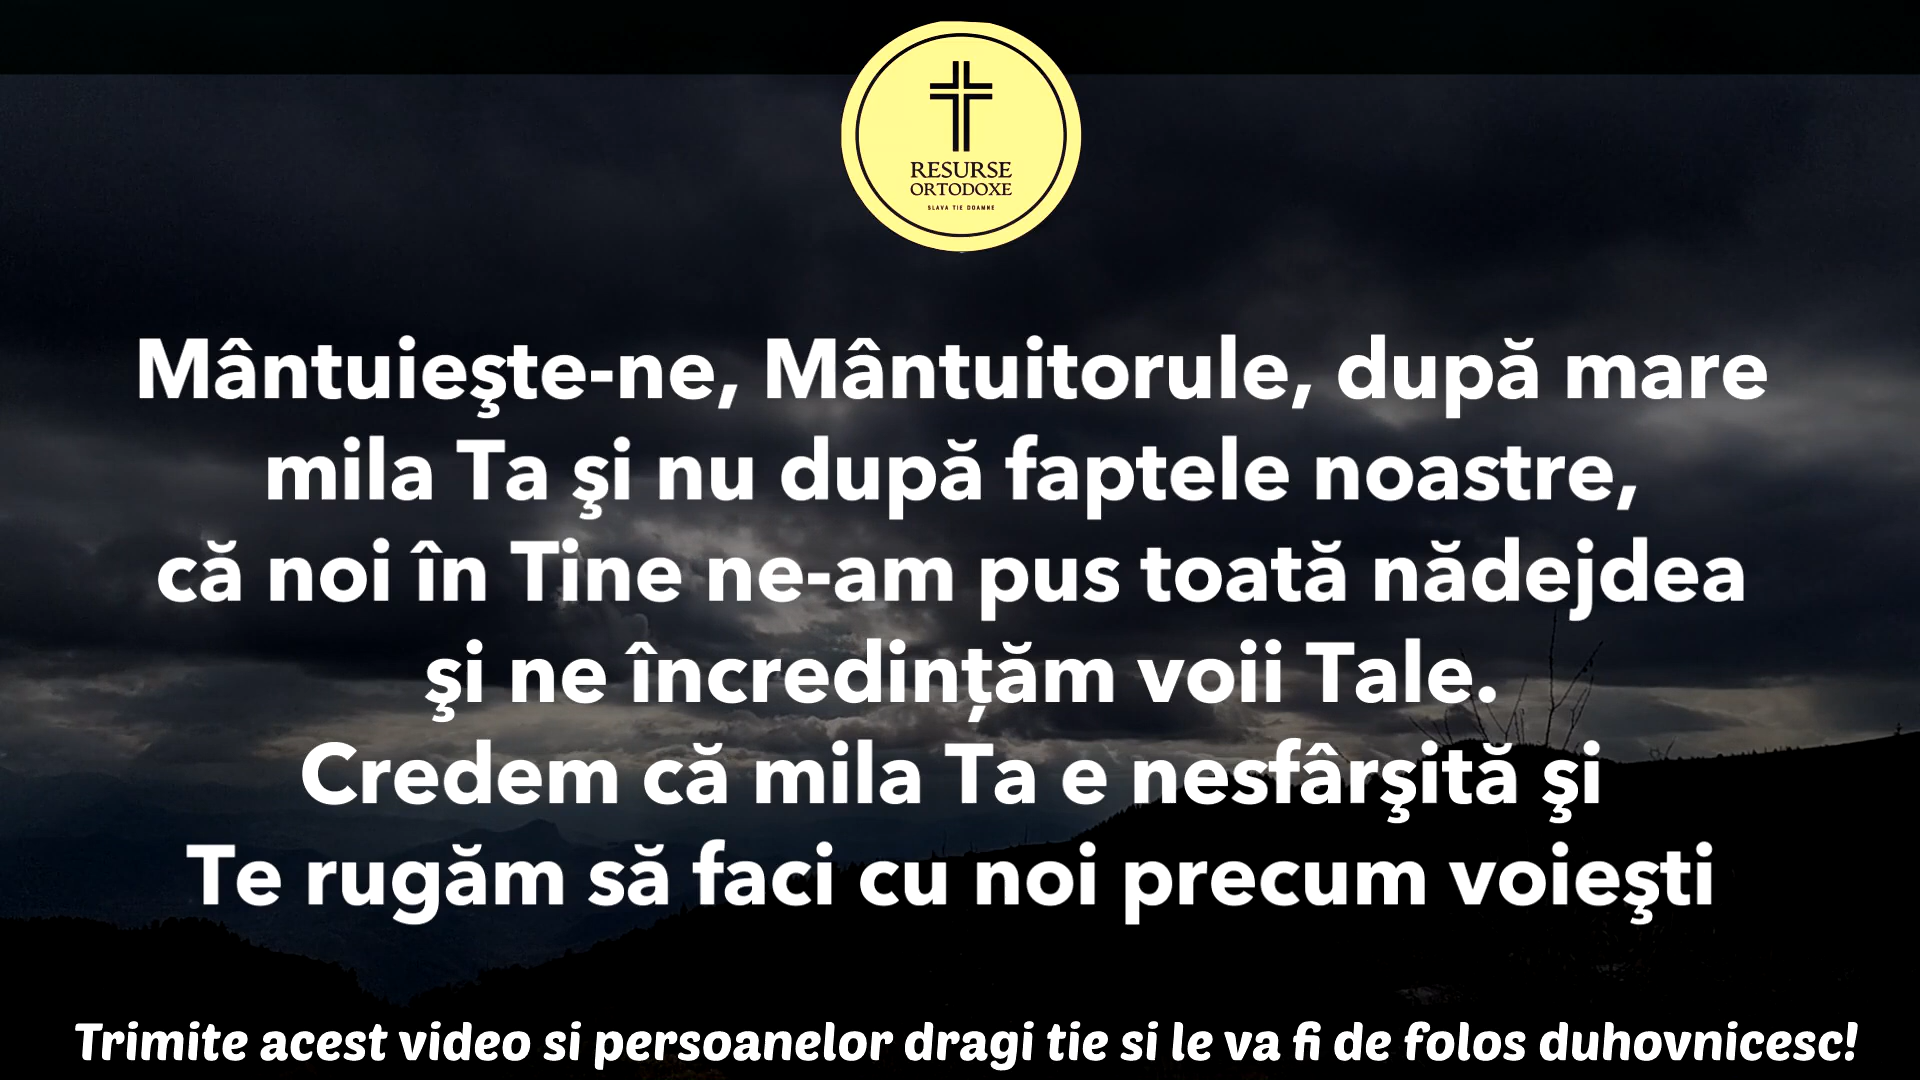 RESURSE
ORTODOXE
SLAVA TIE DOAMNE
Mântuieşte-ne, Mântuitorule, după mare
mila Ta şi nu după faptele noastre,
că noi în Tine ne-am pus toată nădejdea
şi ne încredinţăm voii Tale.
Credem că mila Ta e nesfârşită şi
Te rugăm să faci cu noi precum voieşti
Trimite acest video si persoanelor dragi tie si le va fi de folos duhovnicesc!